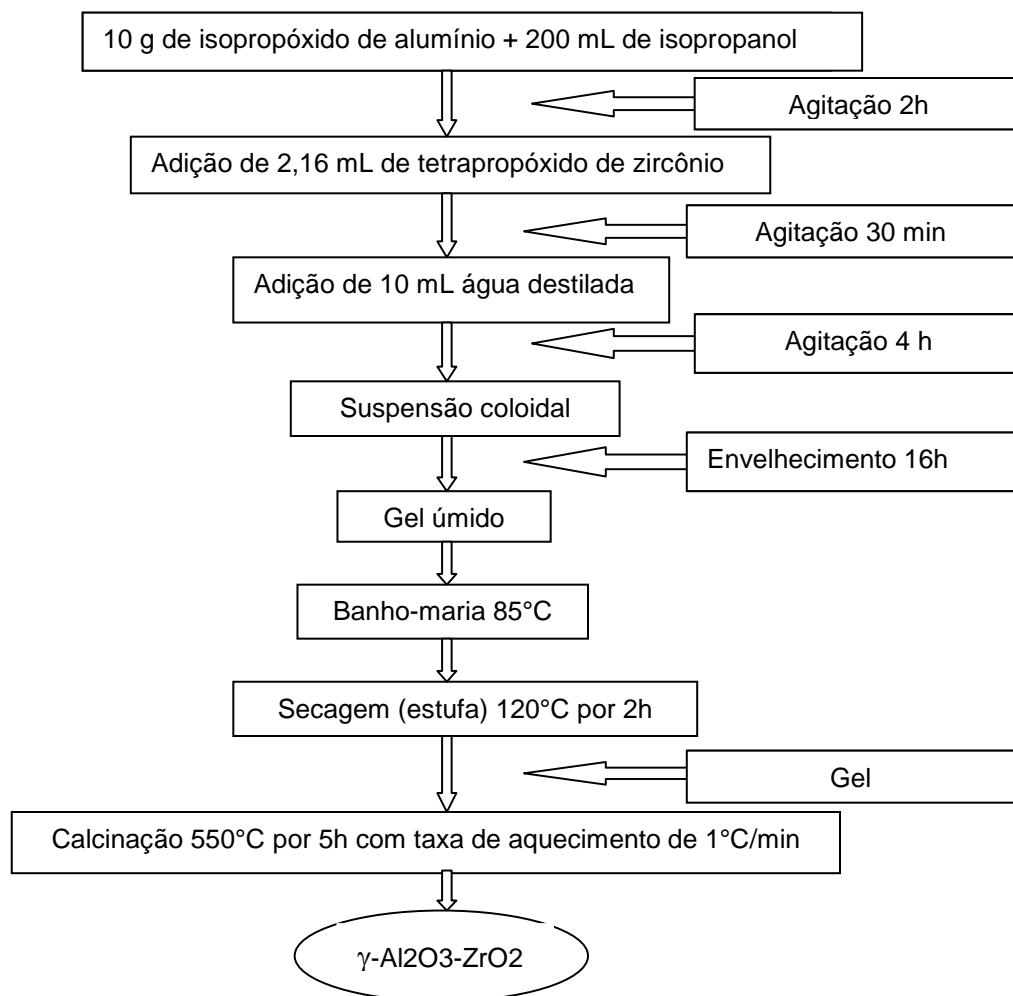 10 g de isopropóxido de alumínio + 200 mL de isopropanol
Agitação 2h
Adição de 2,16 mL de tetrapropóxido de zircônio
Agitação 30 min
Adição de 10 mL água destilada
Agitação 4 h
Suspensão coloidal
Envelhecimento 16h
Gel úmido
Banho-maria 85°C
Secagem (estufa) 120°C por 2h
Gel
Calcinação 550°C por 5h com taxa de aquecimento de 1°C/min
γ-Al2O3-ZrO2